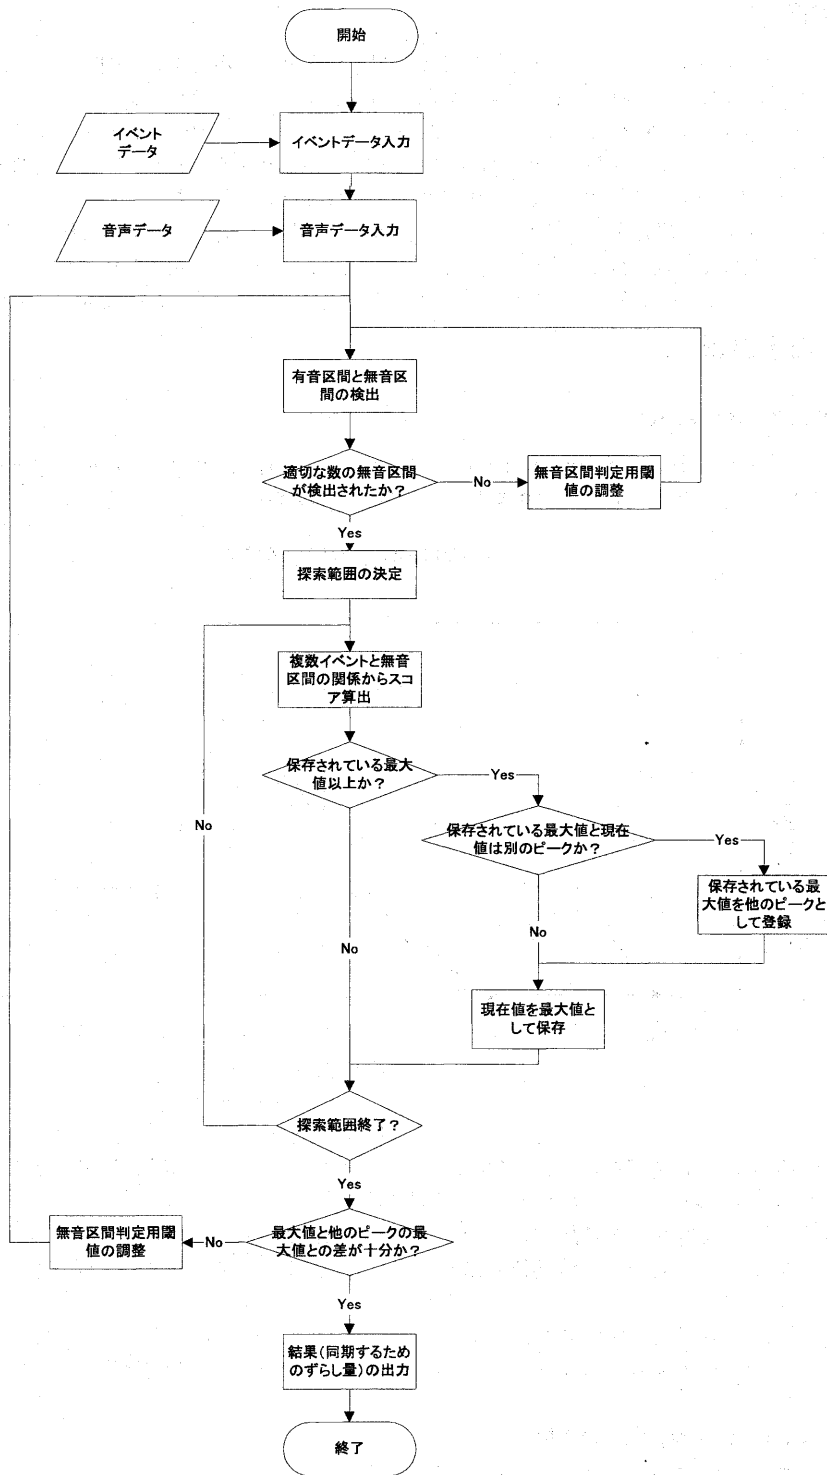 開始
イベント
データ
イベントデータ入力
音声データ
音声データ入力
有音区間と無音区
間の検出
適切な数の無音区間
が検出されたか？
No
無音区間判定用閾
値の調整
Yes
探索範囲の決定
複数イベントと無音
区間の関係からスコ
ア算出
保存されている最大
値以上か？
Yes
保存されている最大値と現在
値は別のピークか？
Yes
No
保存されている最
大値を他のピークと
して登録
No
No
現在値を最大値と
して保存
探索範囲終了？
Yes
無音区間判定用閾
値の調整
No
最大値と他のピークの最
大値との差が十分か？
Yes
結果(同期するため
のずらし量)の出力
終了